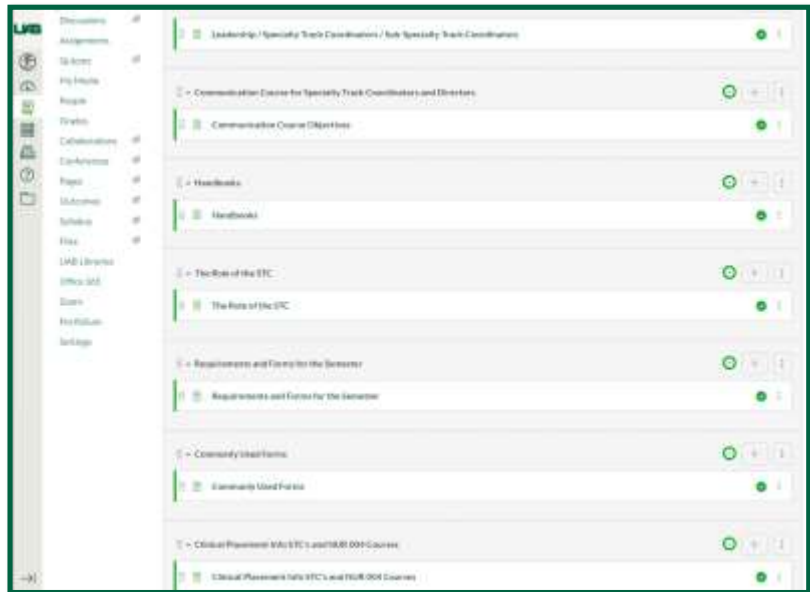 UAB
Discussions
Assignments
Quizzes
My Media
People
Grades
Collaborations
Conferences
Pages
Outcomes
Syllabus
Files
UAB Libraries
Office 365
Zoom
Portfolium
Settings
Leadership / Specialty Track Coordinators / Sub Specialty Track Coordinators
Communication Course for Specialty Track Coordinators and Directors
Communication Course Objectives
Handbooks
Handbooks
The Role of the STC
The Role of the STC
Requirements and Forms for the Semester
Requirements and Forms for the Semester
Commonly Used Forms
Commonly Used Forms
Clinical Placement Info STC's and NUR 004 Courses
Clinical Placement Info STC's and NUR 004 Courses